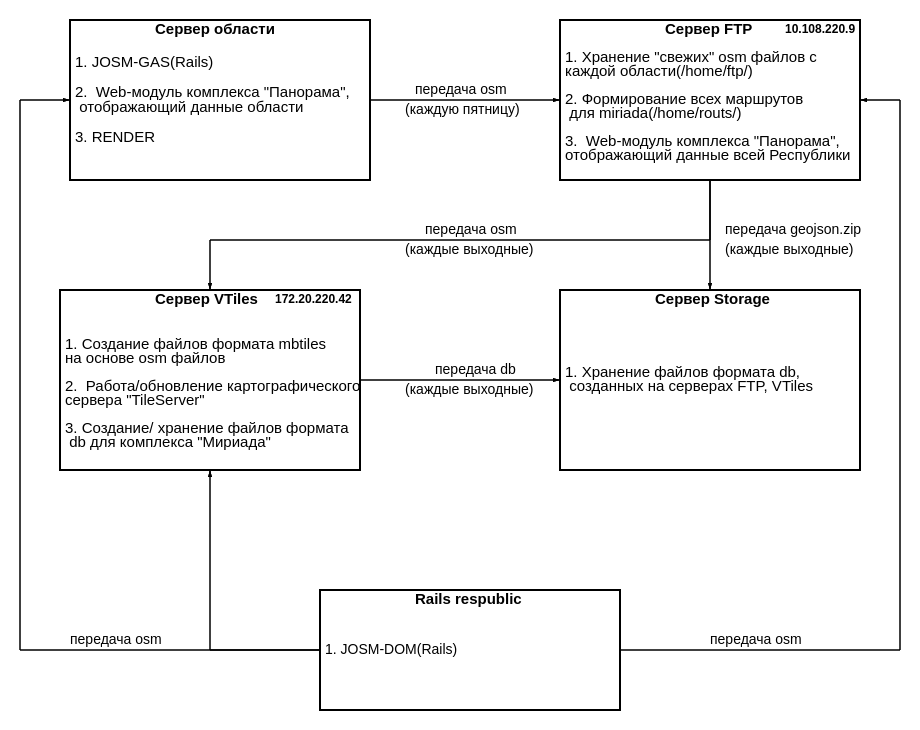 Сервер области
1. JOSM-GAS(Rails)
2.  Web-модуль комплекса "Панорама",
отображающий данные области
3. RENDER
передача osm
(каждую пятницу)
Сервер FTP 10.108.220.9
1. Хранение "свежих" osm файлов с
каждой области(/home/ftp/)
2. Формирование всех маршрутов
для miriada(/home/routs/)
3.  Web-модуль комплекса "Панорама",
отображающий данные всей Республики
передача osm
(каждые выходные)
передача geojson.zip
(каждые выходные)
Сервер VTiles 172.20.220.42
1. Создание файлов формата mbtiles
на основе osm файлов
2.  Работа/обновление картографического
сервера "TileServer"
3. Создание/ хранение файлов формата
db для комплекса "Мириада"
передача db
(каждые выходные)
Сервер Storage
1. Хранение файлов формата db,
созданных на серверах FTP, VTiles
передача osm
Rails respublic
1. JOSM-DOM(Rails)
передача osm